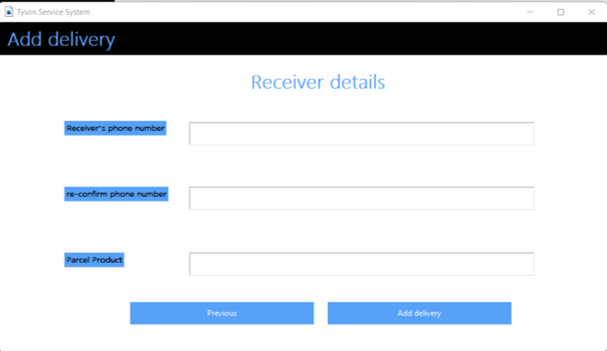 Tyson Service System
Add delivery
Receiver details
Receiver's phone number
re-confirm phone number
Parcel Product
Previous
Add delivery